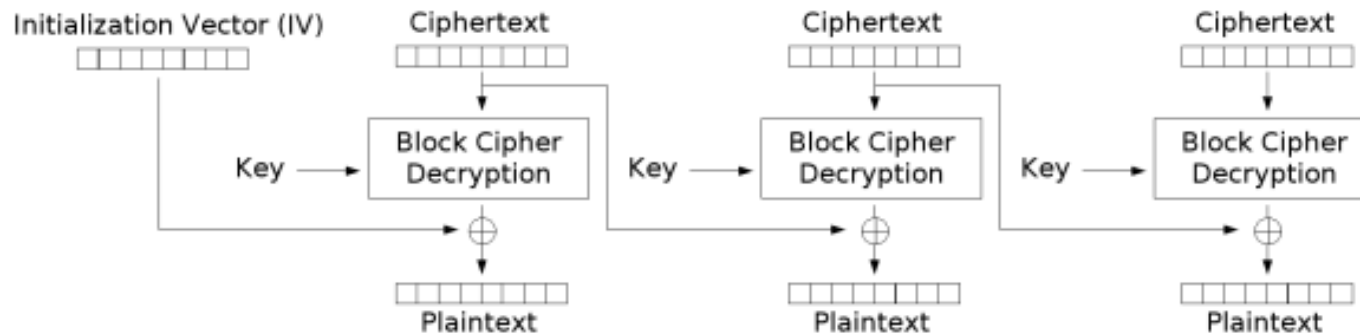 Initialization Vector (IV)
Ciphertext
Ciphertext
Ciphertext
Key
Block Cipher
Decryption
Key
Block Cipher
Decryption
Key
Block Cipher
Decryption
Plaintext
Plaintext
Plaintext